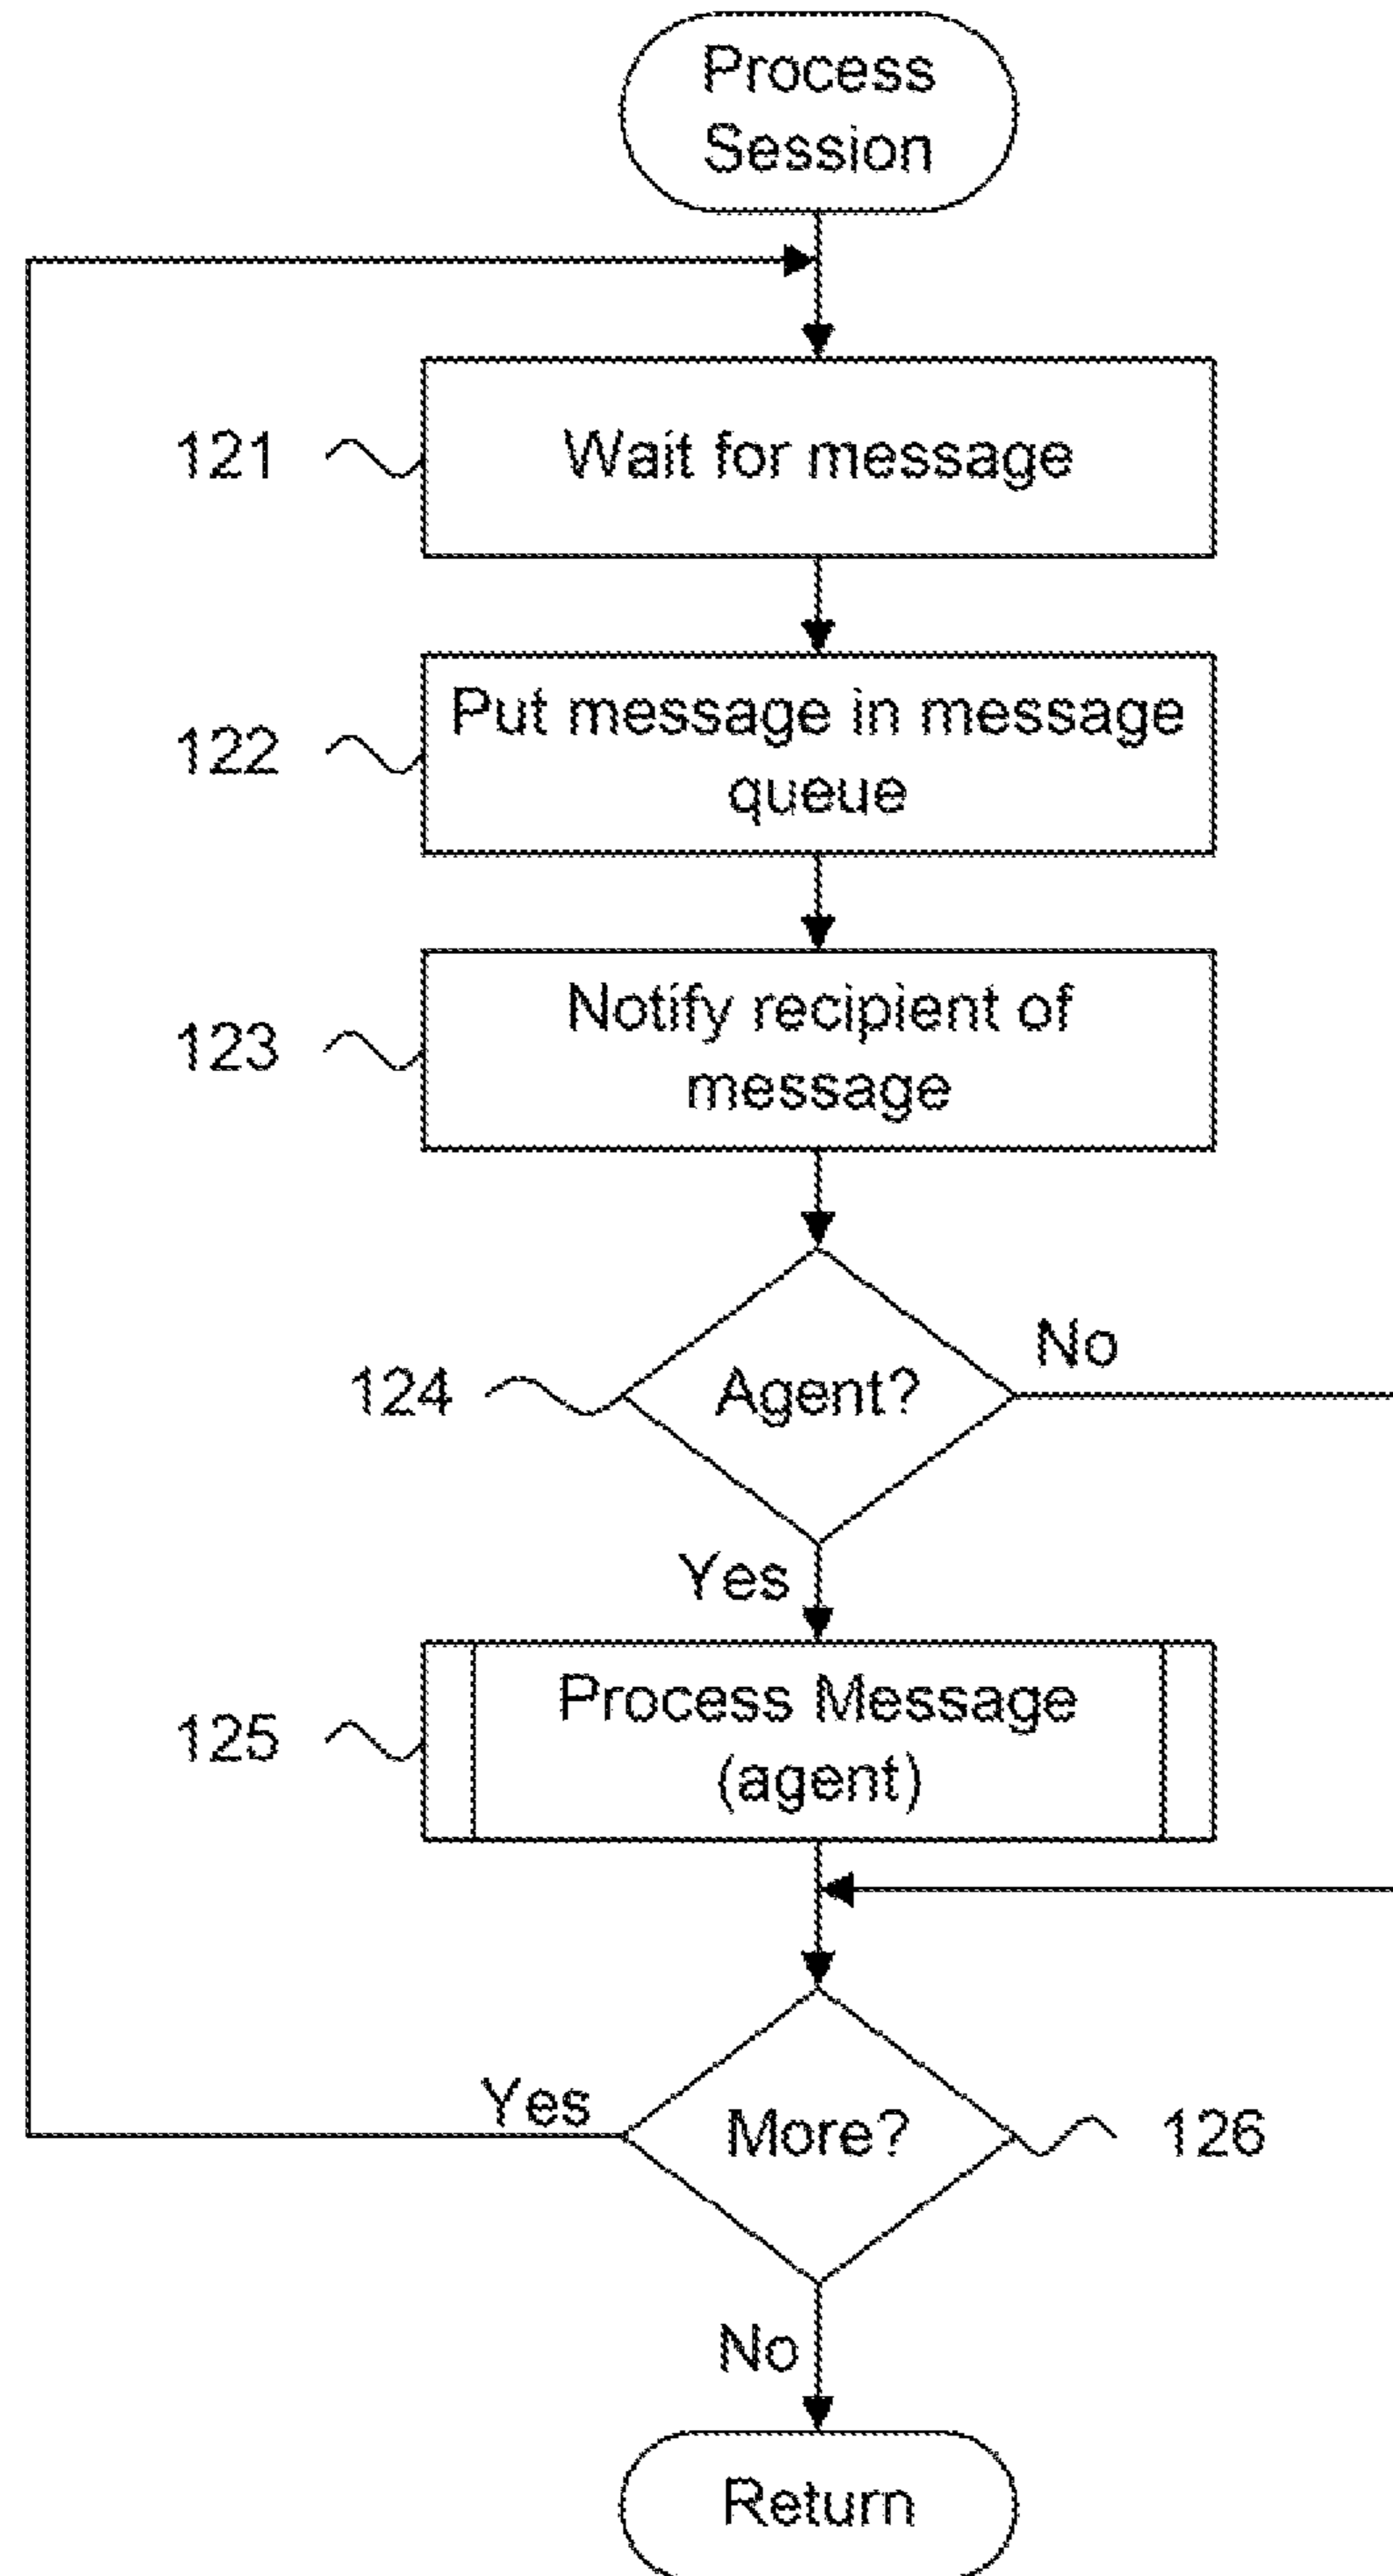 Process
Session
121
Wait for message
122
Put message in message
queue
123
Notify recipient of
message
124
Agent?
No
Yes
125
Process Message
(agent)
Yes
More?
126
No
Return